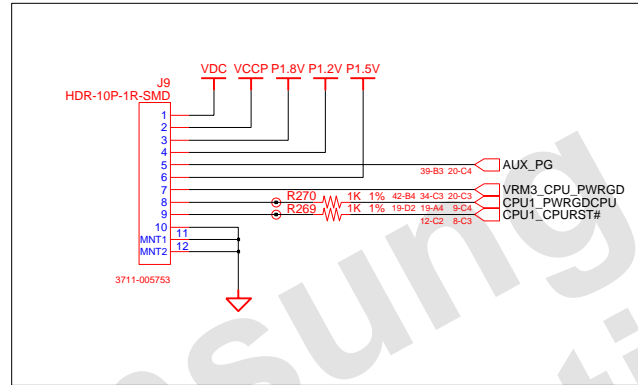 VDC VCCP P1.8V P1.2V P1.5V
J9
HDR-10P-1R-SMD
1
2
3
4
5 39-B3 20-C4 AUX_PG
6
7 VRM3_CPU_PWRGD
8 R270 1K 1% 42-B4 34-C3 20-C3 CPU1_PWRGDCPU
9 R269 1K 1% 19-D2 19-A4 9-C4 CPU1_CPURST#
12-C2 8-C3
10
MNT1 11
MNT2 12
3711-005753
sung